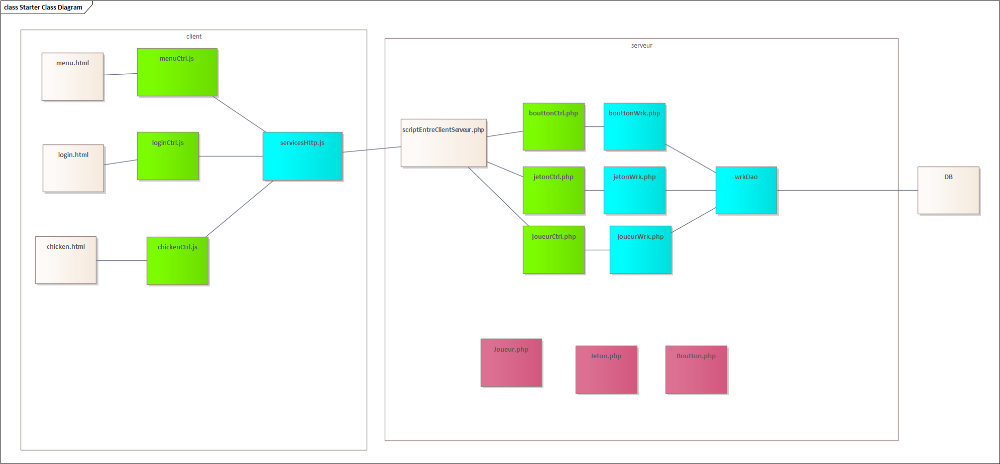 class Starter Class Diagram
client
menu.html
menuCtrl.js
login.html
loginCtrl.js
servicesHttp.js
chicken.html
chickenCtrl.js
serveur
scriptEntreClientServeur.php
bouttonCtrl.php
bouttonWrk.php
jetonCtrl.php
jetonWrk.php
wrkDao
joueurCtrl.php
joueurWrk.php
Joueur.php
Jeton.php
Boutton.php
DB